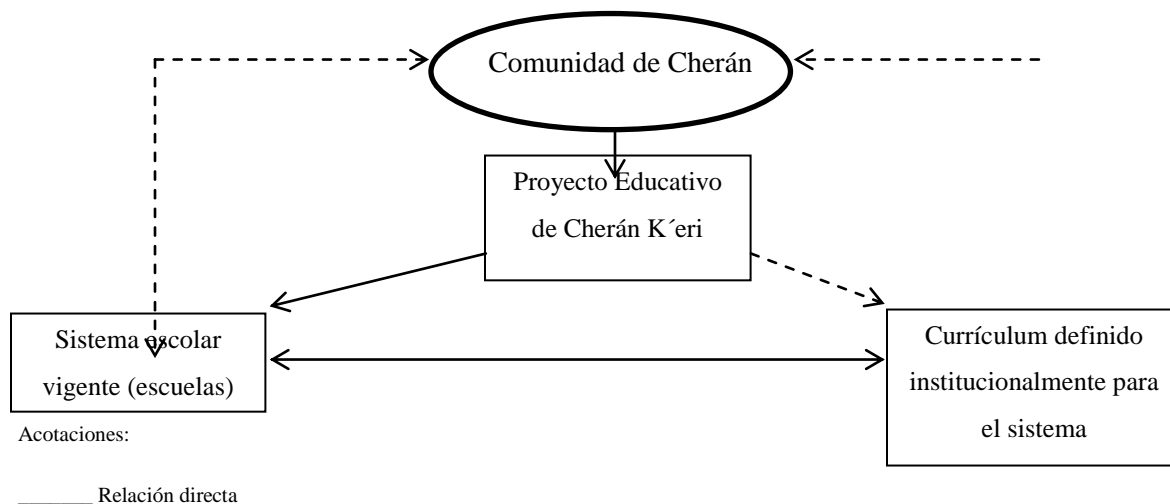 Comunidad de Cherán
Proyecto Educativo
de Cherán K´eri
Sistema escolar
vigente (escuelas)
Currículum definido
institucionalmente para
el sistema
Acotaciones:
_______ Relación directa